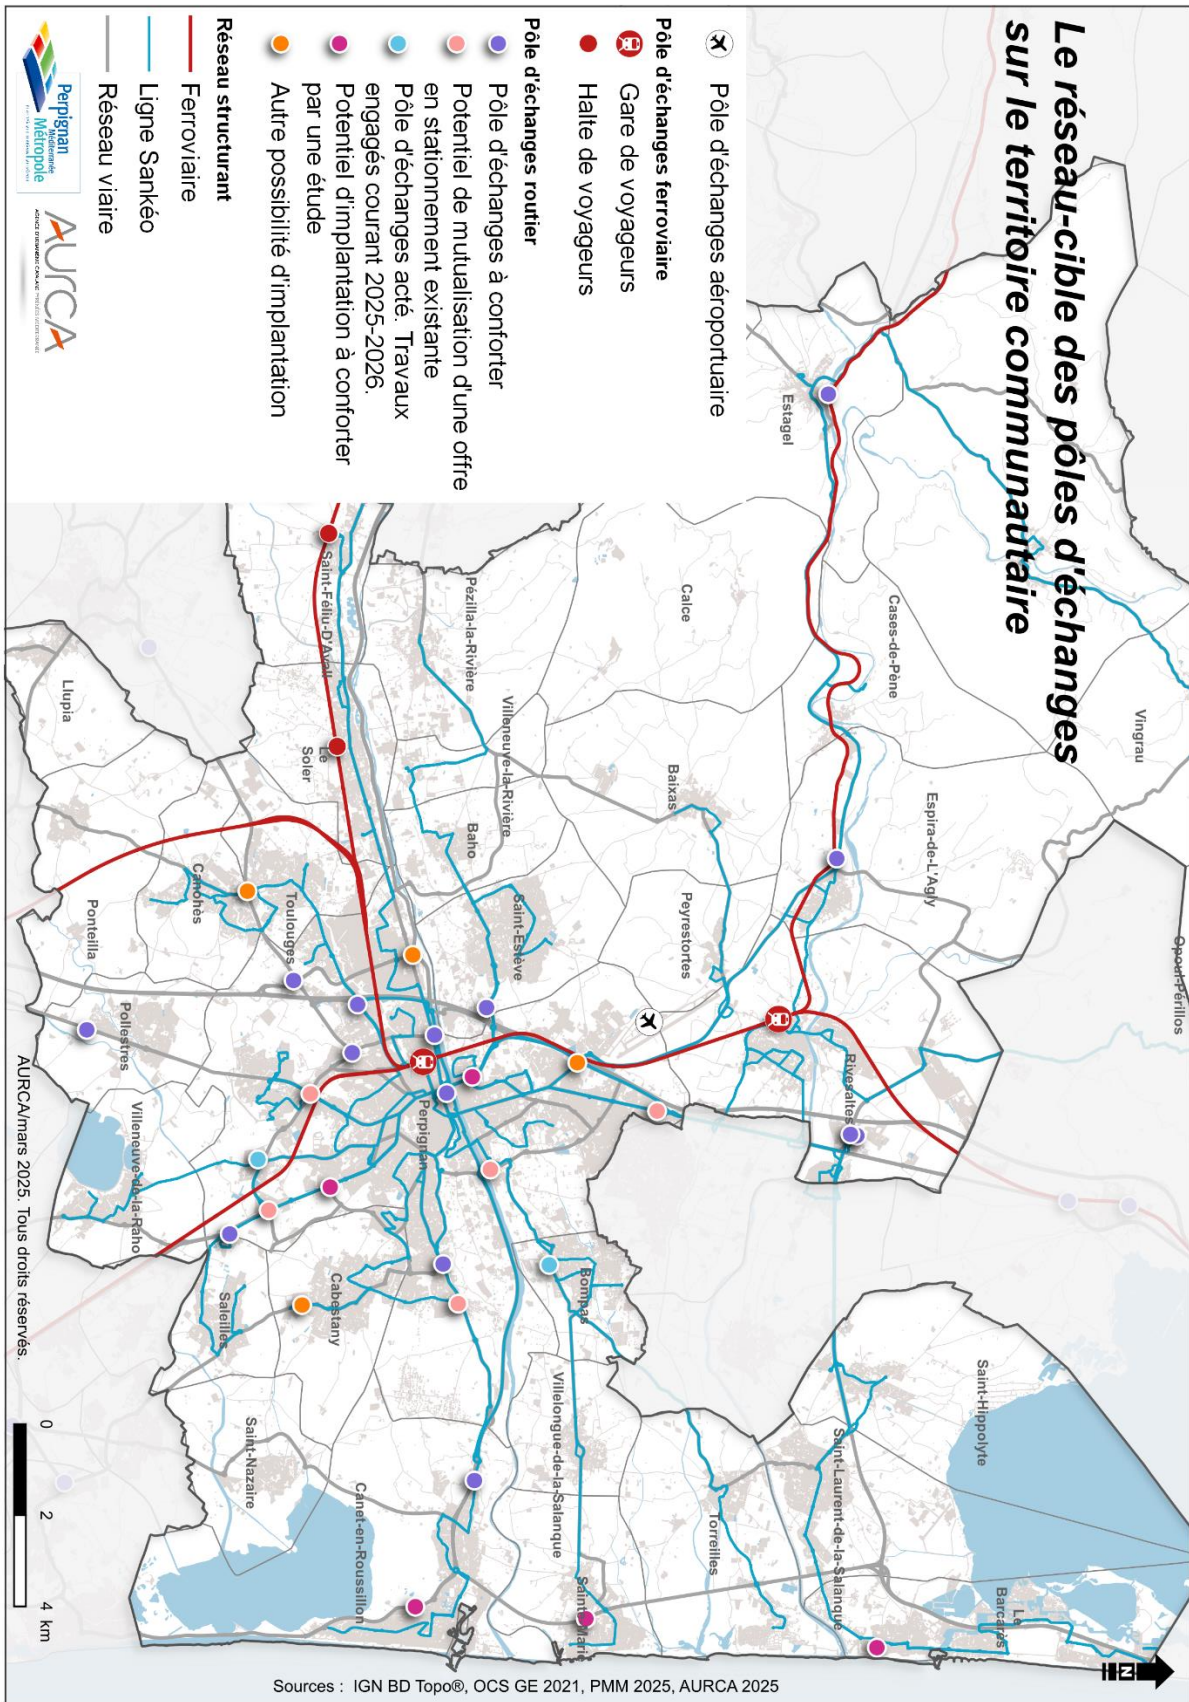 Le réseau-cible des pôles d'échanges
sur le territoire communautaire
Pôle d'échanges aéroportuaire
Pôle d'échanges ferroviaire
Gare de voyageurs
Halte de voyageurs
Pôle d'échanges routier
Pôle d'échanges à conforter
Potentiel de mutualisation d'une offre
en stationnement existante
Pôle d'échanges acté. Travaux
engagés courant 2025-2026.
Potentiel d'implantation à conforter
par une étude
Autre possibilité d'implantation
Réseau structurant
Ferroviaire
Ligne Sankéo
Réseau viaire
Perpignan
Méditerranée
Métropole
AURCA
Vingrau
Opoul-Périllos
Estagel
Cases-de-Pène
Espira-de-L'Agly
Calce
Baixas
Peyrestortes
Rivesaltes
Saint-Hippolyte
Le
Barcarès
Saint-Laurent-de-la-Salanque
Torreilles
Pézilla-la-Rivière
Villeneuve-la-Rivière
Baho
Saint-Estève
Bompas
Villelongue-de-la-Salanque
Sainte-Marie
Saint-Féliu-D'Avall
Le
Soler
Perpignan
Cabestany
Canet-en-Roussillon
Toulouges
Canohès
Saleilles
Saint-Nazaire
Llupia
Ponteilla
Pollestres
Villeneuve-de-la-Raho
N
0 2 4 km
AURCA/mars 2025. Tous droits réservés.
Sources : IGN BD Topo®, OCS GE 2021, PMM 2025, AURCA 2025